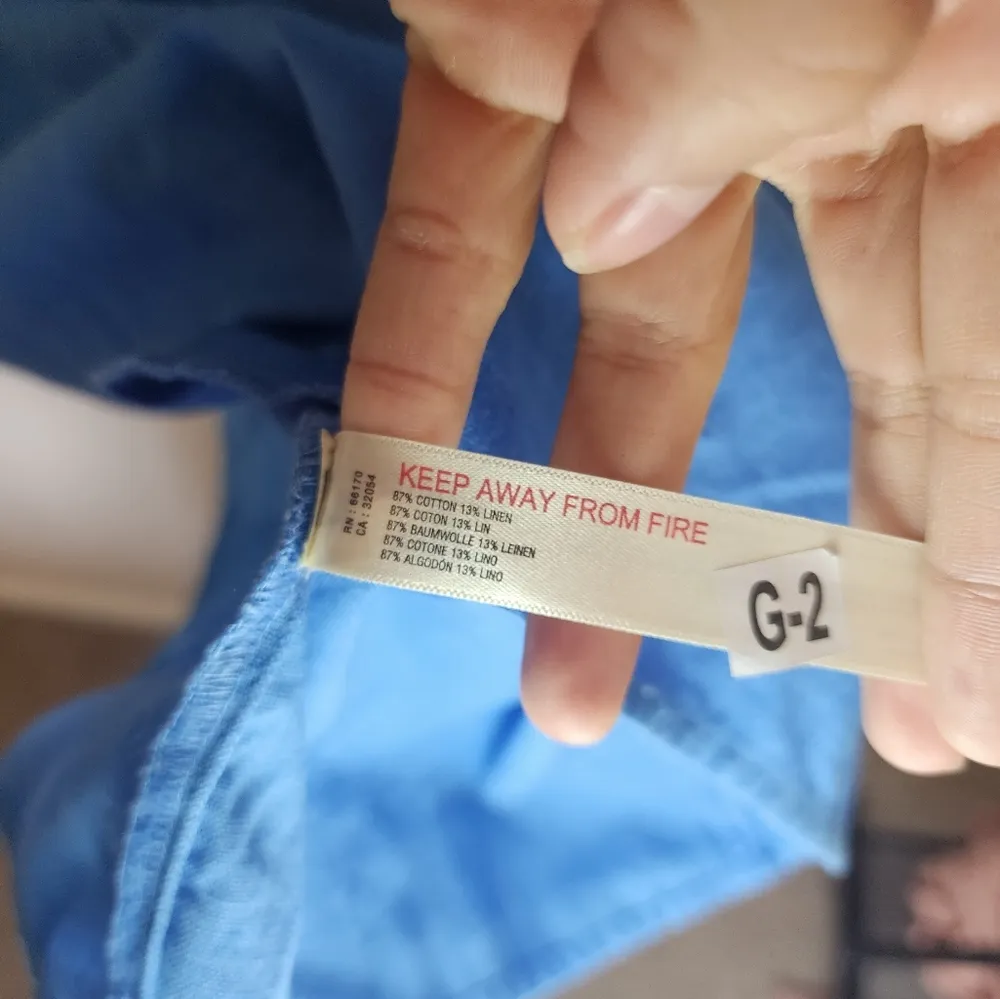 RN : 66170
CA : 32054
KEEP AWAY FROM FIRE
87% COTTON 13% LINEN
87% COTON 13% LIN
87% BAUMWOLLE 13% LEINEN
87% COTONE 13% LINO
87% ALGODÓN 13% LINO
G-2